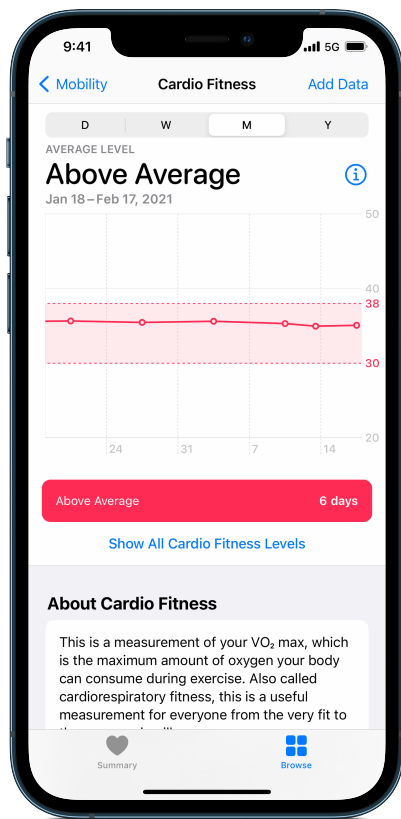 9:41 5G
Mobility Cardio Fitness Add Data
D W M Y
AVERAGE LEVEL
Above Average
Jan 18–Feb 17, 2021
50
40
38
30
20
24 31 7 14
Above Average 6 days
Show All Cardio Fitness Levels
About Cardio Fitness
This is a measurement of your VO₂ max, which
is the maximum amount of oxygen your body
can consume during exercise. Also called
cardiorespiratory fitness, this is a useful
measurement for everyone from the very fit to
Summary Browse